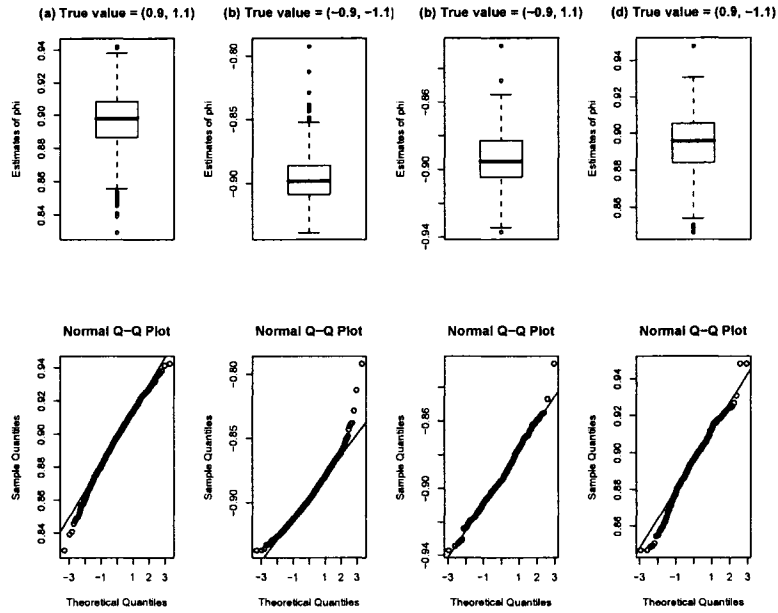 (a) True value = (0.9, 1.1)
(b) True value = (−0.9, −1.1)
(b) True value = (−0.9, 1.1)
(d) True value = (0.9, −1.1)
Estimates of phi
0.84 0.86 0.88 0.90 0.92 0.94
Estimates of phi
−0.90 −0.85 −0.80
Estimates of phi
−0.94 −0.90 −0.86
Estimates of phi
0.86 0.88 0.90 0.92 0.94
Normal Q−Q Plot
Normal Q−Q Plot
Normal Q−Q Plot
Normal Q−Q Plot
Sample Quantiles
0.84 0.86 0.88 0.90 0.92 0.94
Sample Quantiles
−0.90 −0.85 −0.80
Sample Quantiles
−0.94 −0.90 −0.86
Sample Quantiles
0.86 0.88 0.90 0.92 0.94
−3 −1 1 2 3
−3 −1 1 2 3
−3 −1 1 2 3
−3 −1 1 2 3
Theoretical Quantiles
Theoretical Quantiles
Theoretical Quantiles
Theoretical Quantiles